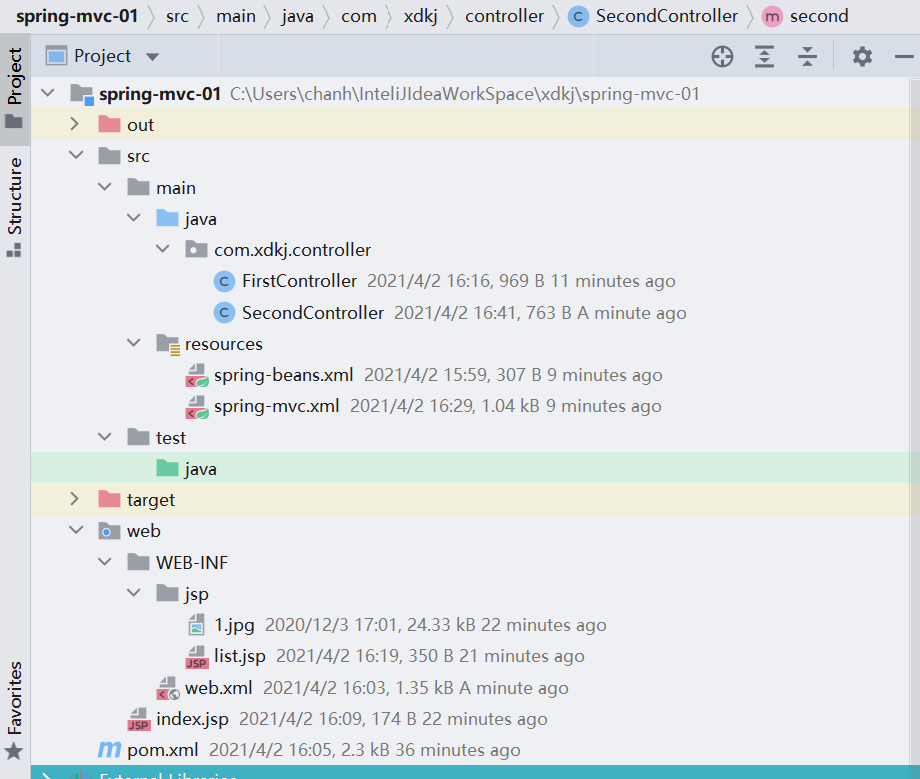 spring-mvc-01 src main java com xdkj controller C SecondController m second
Project
Project
Structure
Favorites
spring-mvc-01 C:\Users\chanh\InteliJIdeaWorkSpace\xdkj\spring-mvc-01
out
src
main
java
com.xdkj.controller
C FirstController 2021/4/2 16:16, 969 B 11 minutes ago
C SecondController 2021/4/2 16:41, 763 B A minute ago
resources
spring-beans.xml 2021/4/2 15:59, 307 B 9 minutes ago
spring-mvc.xml 2021/4/2 16:29, 1.04 kB 9 minutes ago
test
java
target
web
WEB-INF
jsp
1.jpg 2020/12/3 17:01, 24.33 kB 22 minutes ago
JSP list.jsp 2021/4/2 16:19, 350 B 21 minutes ago
web.xml 2021/4/2 16:03, 1.35 kB A minute ago
JSP index.jsp 2021/4/2 16:09, 174 B 22 minutes ago
m pom.xml 2021/4/2 16:05, 2.3 kB 36 minutes ago
External Libraries